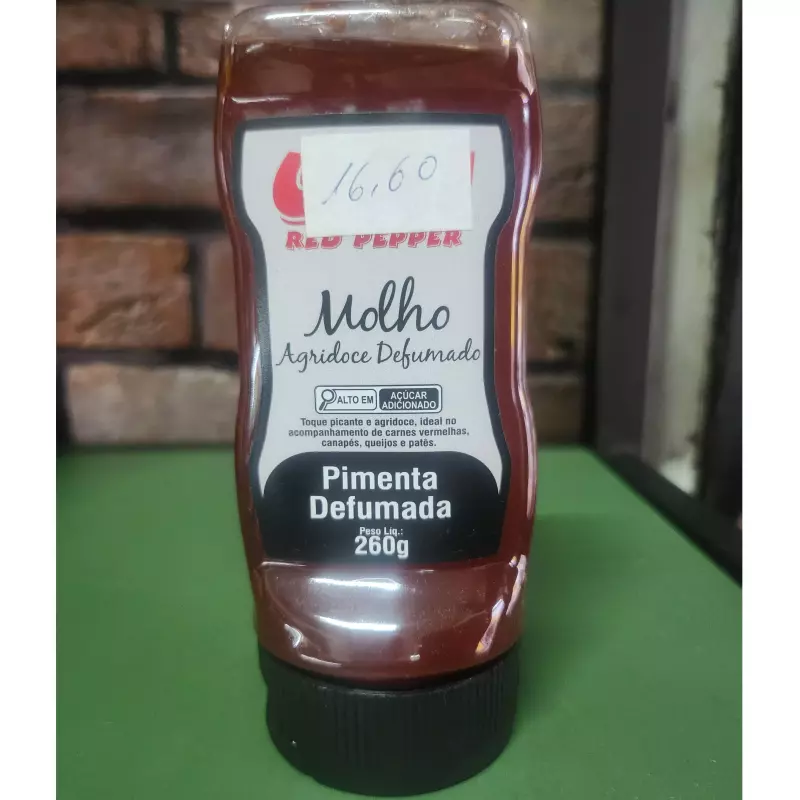 16,60
RED PEPPER
Molho
Agridoce Defumado
ALTO EM
AÇÚCAR
ADICIONADO
Toque picante e agridoce, ideal no
acompanhamento de carnes vermelhas,
canapés, queijos e patês.
Pimenta
Defumada
Peso Liq.:
260g